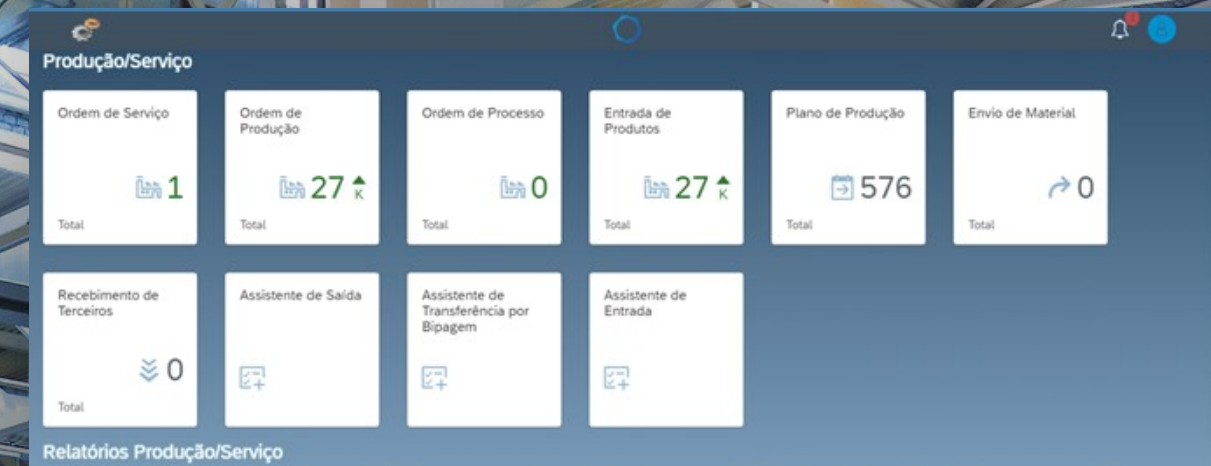 Produção/Serviço
Ordem de Serviço
1
Total
Ordem de
Produção
27 K
Total
Ordem de Processo
0
Total
Entrada de
Produtos
27 K
Total
Plano de Produção
576
Total
Envio de Material
0
Total
Recebimento de
Terceiros
0
Total
Assistente de Saída
Assistente de
Transferência por
Bipagem
Assistente de
Entrada
Relatórios Produção/Serviço